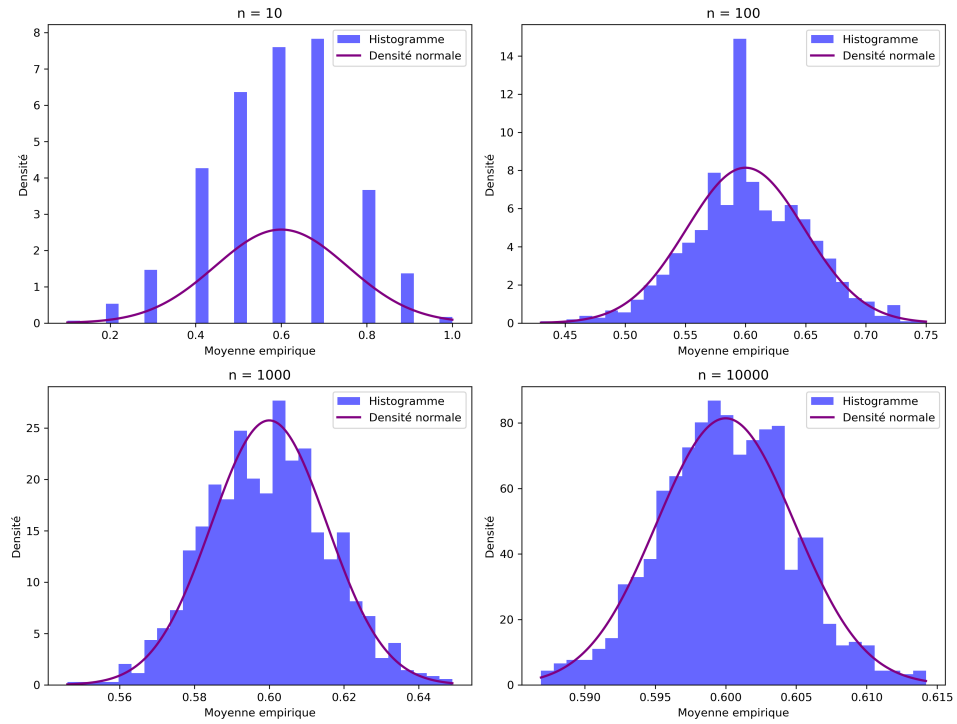 n = 10
Densité
8
7
6
5
4
3
2
1
0
0.2
0.4
0.6
0.8
1.0
Moyenne empirique
Histogramme
Densité normale
n = 100
Densité
14
12
10
8
6
4
2
0
0.45
0.50
0.55
0.60
0.65
0.70
0.75
Moyenne empirique
Histogramme
Densité normale
n = 1000
Densité
25
20
15
10
5
0
0.56
0.58
0.60
0.62
0.64
Moyenne empirique
Histogramme
Densité normale
n = 10000
Densité
80
60
40
20
0
0.590
0.595
0.600
0.605
0.610
0.615
Moyenne empirique
Histogramme
Densité normale